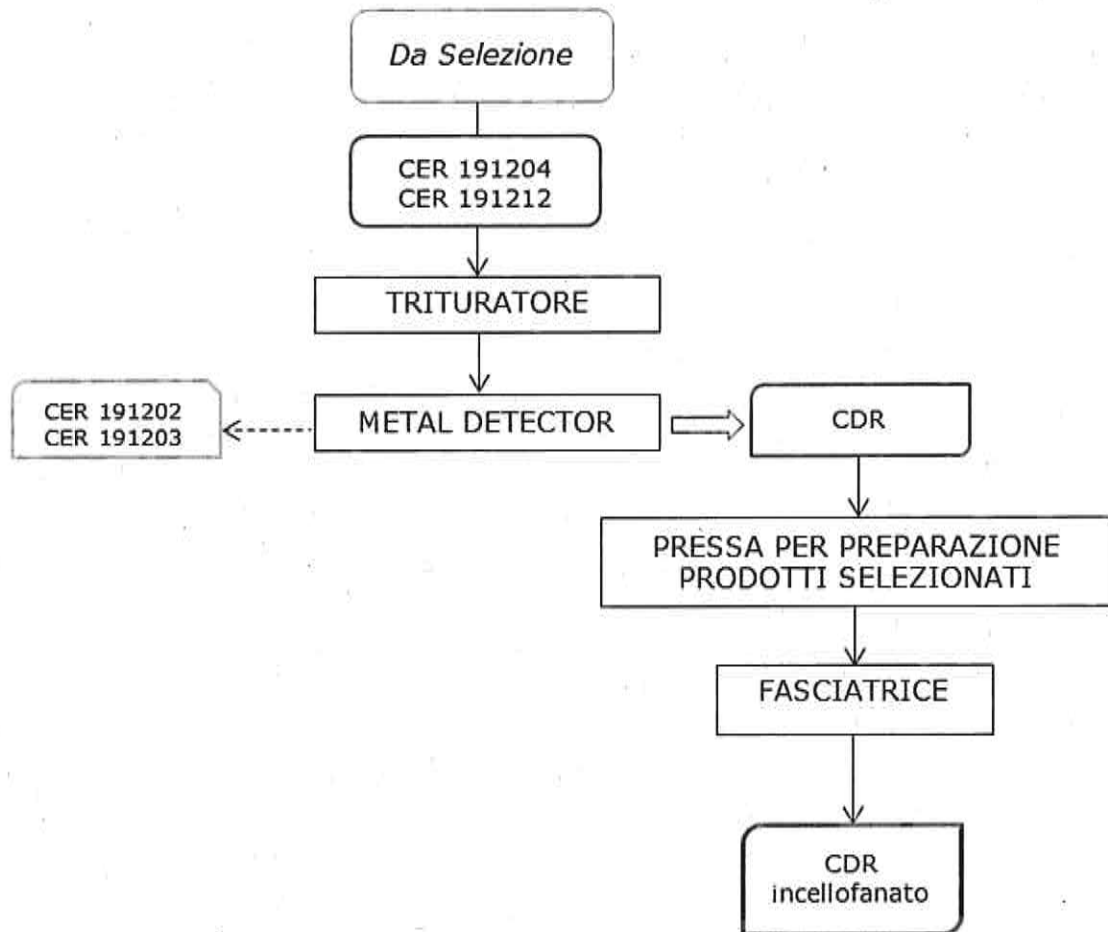 Da Selezione
CER 191204
CER 191212
TRITURATORE
CER 191202
CER 191203
METAL DETECTOR
CDR
PRESSA PER PREPARAZIONE
PRODOTTI SELEZIONATI
FASCIATRICE
CDR
incellofanato